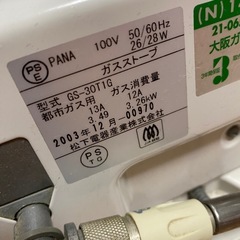 PS
E
PANA
100V
50/60Hz
26/28W
ガスストーブ
型式 GS-30T1G
ガス消費量
都市ガス用 13A 12A
3.49 3.26kW
2003年12月-00970
松下電器産業株式会社
PS
TG
(N)
21-06
大阪ガ